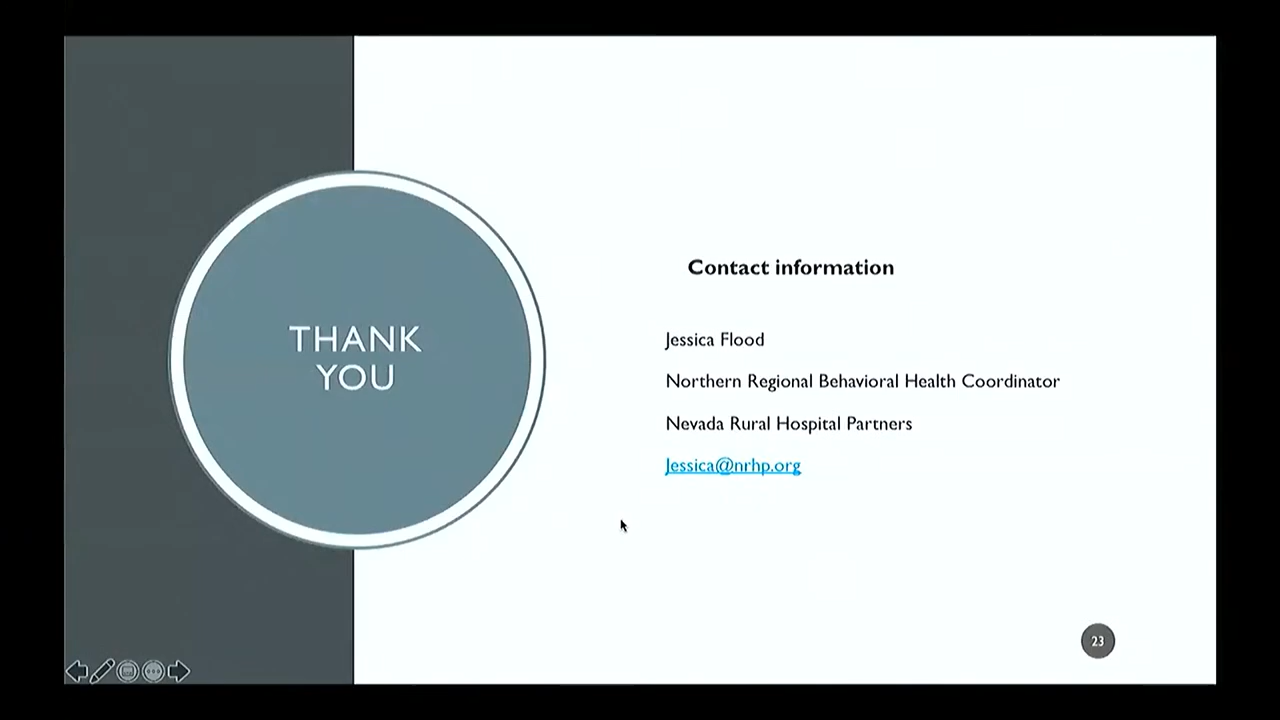 THANK
YOU
Contact information
Jessica Flood
Northern Regional Behavioral Health Coordinator
Nevada Rural Hospital Partners
Jessica@nrhp.org
23